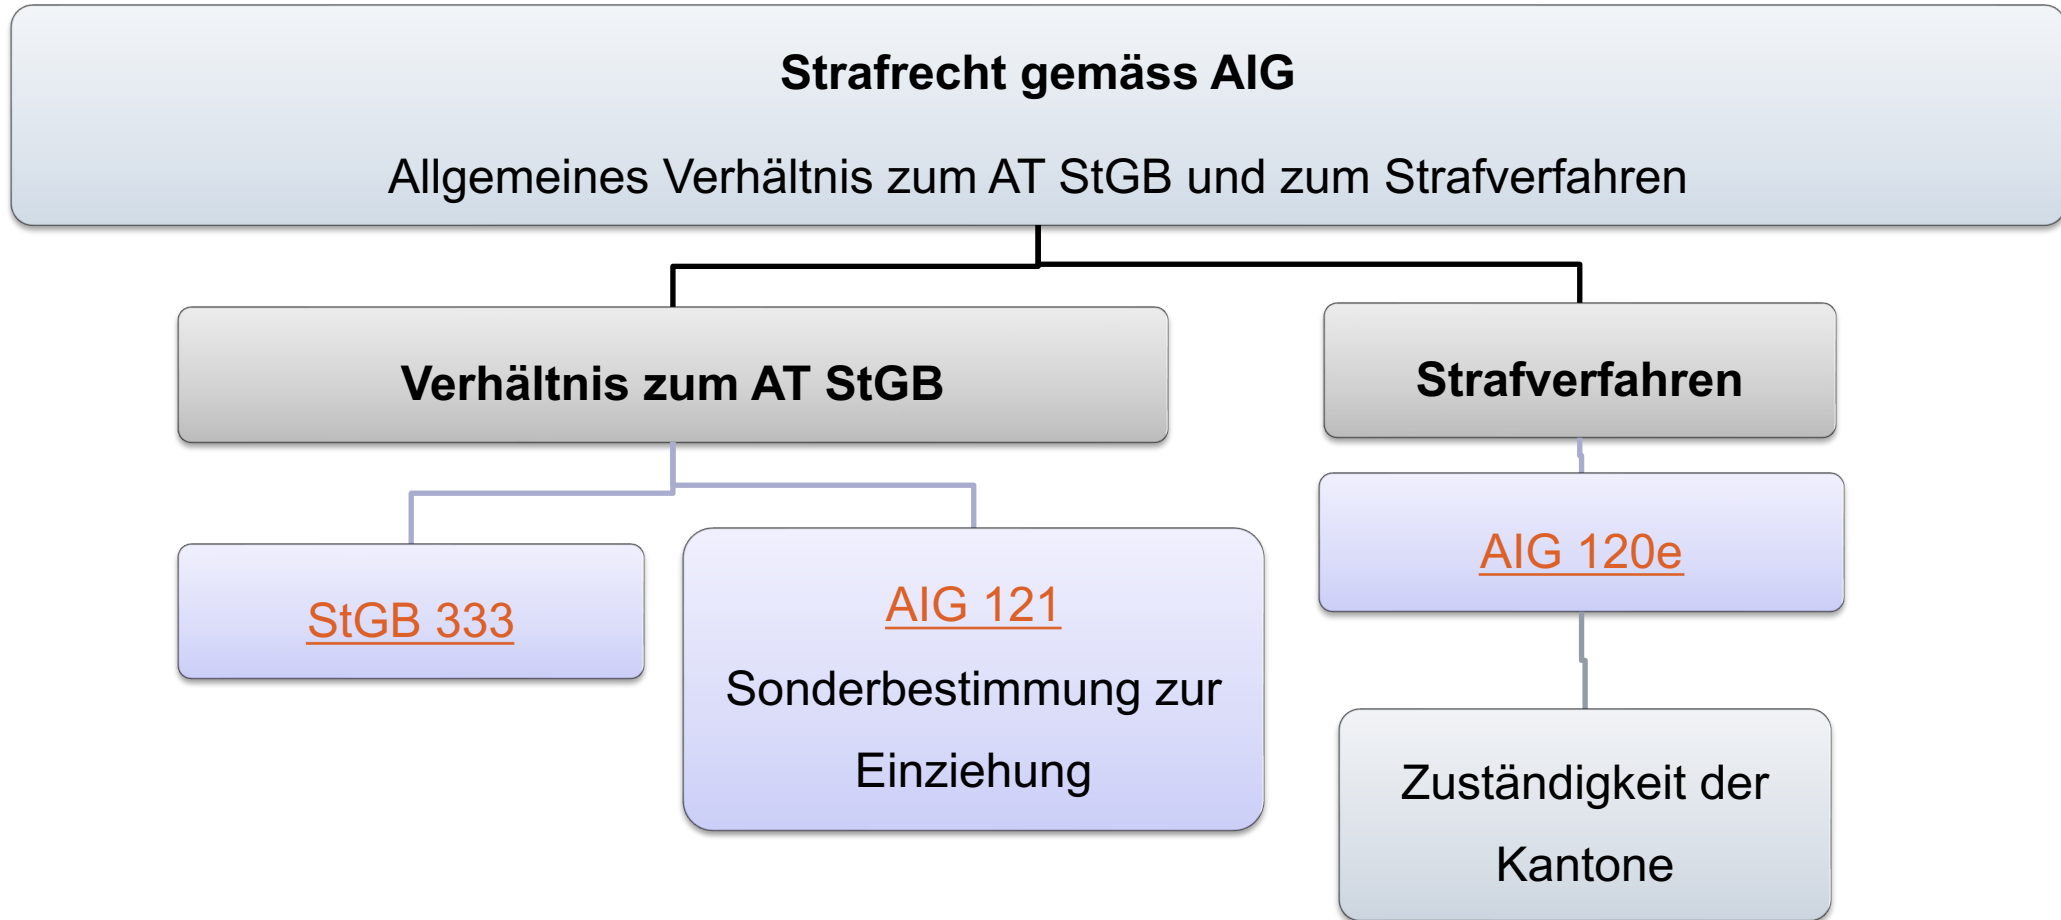 Strafrecht gemäss AIG
Allgemeines Verhältnis zum AT StGB und zum Strafverfahren
Verhältnis zum AT StGB
Strafverfahren
StGB 333
AIG 121
Sonderbestimmung zur
Einziehung
AIG 120e
Zuständigkeit der
Kantone